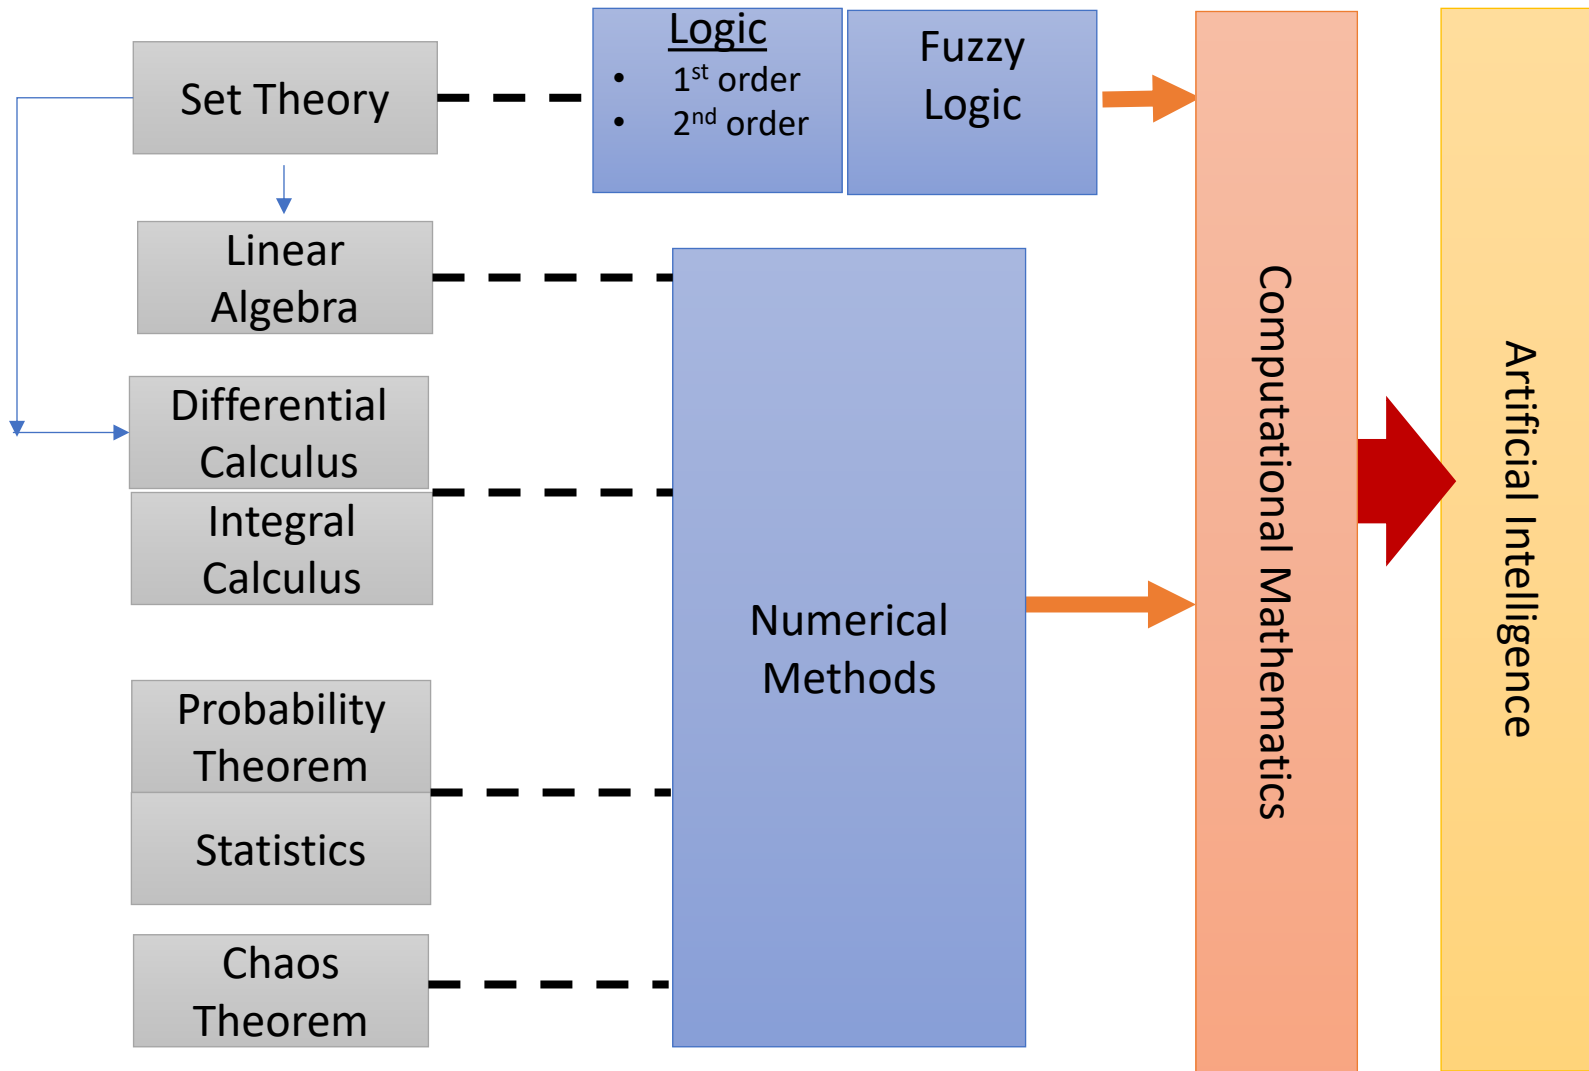 Set Theory
Logic
• 1st order
• 2nd order
Fuzzy
Logic
Linear
Algebra
Differential
Calculus
Integral
Calculus
Probability
Theorem
Statistics
Chaos
Theorem
Numerical
Methods
Computational Mathematics
Artificial Intelligence